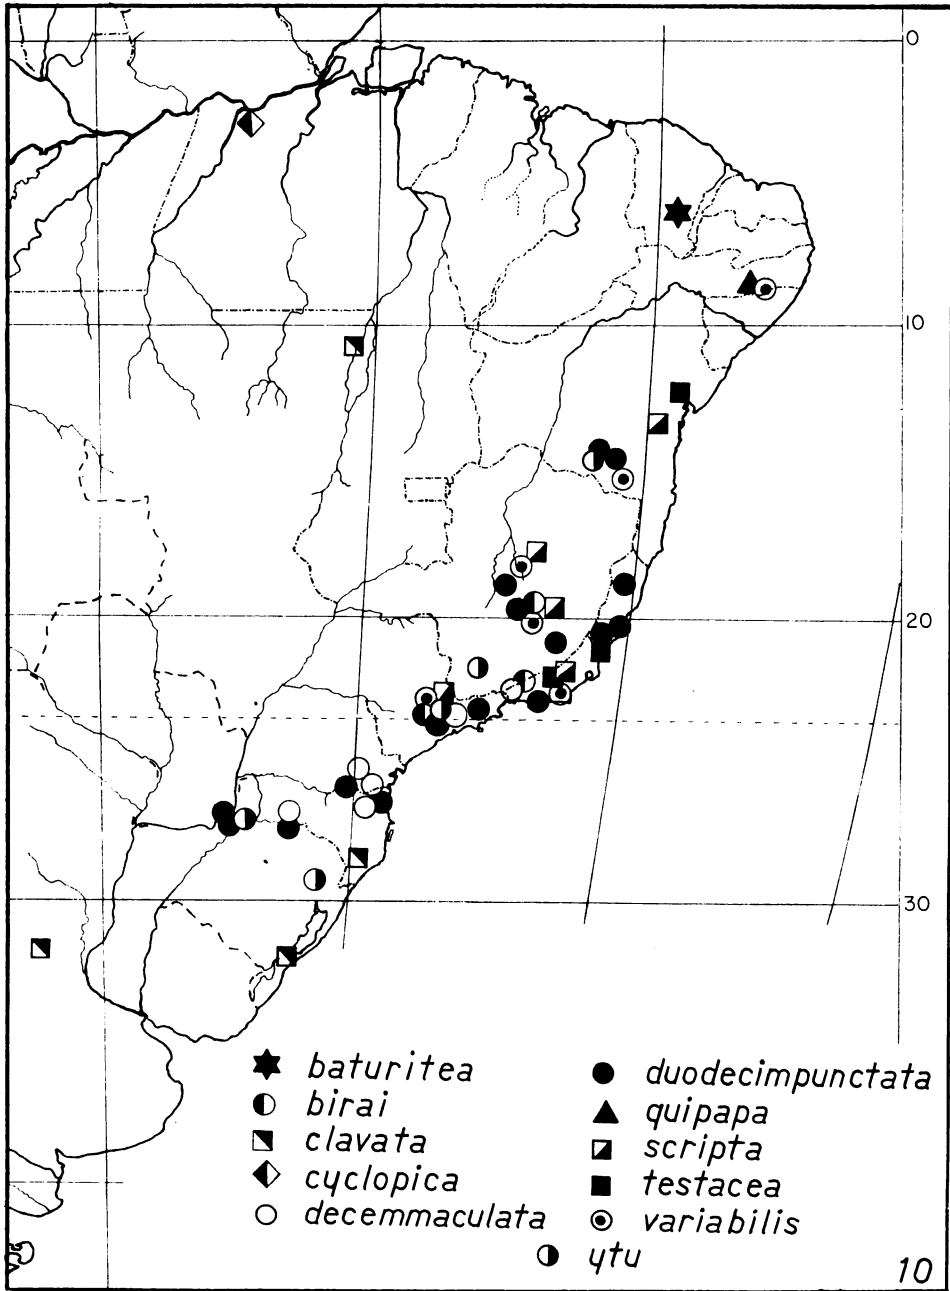 0
10
20
30
baturitea
birai
clavata
cyclopica
decemmaculata
duodecimpunctata
quipapa
scripta
testacea
variabilis
ytu
10